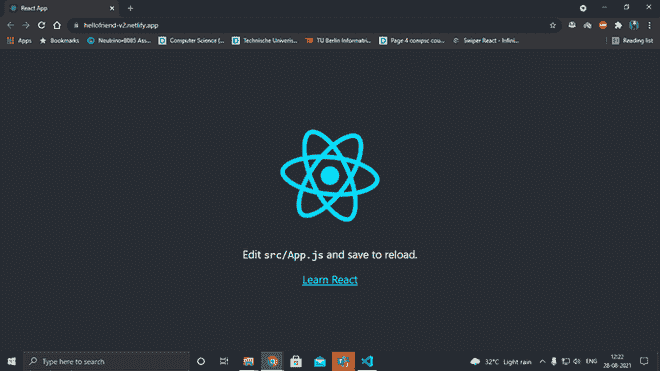 React App
hellofriend-v2.netlify.app
Apps
Bookmarks
Neutrino•8085 Ass...
Computer Science (...
Technische Univeris...
TU Berlin Informatri...
Page 4 compsc cou...
Swiper React - Infini...
Reading list
Edit src/App.js and save to reload.
Learn React
Type here to search
32°C Light rain
ENG
12:22
28-08-2021